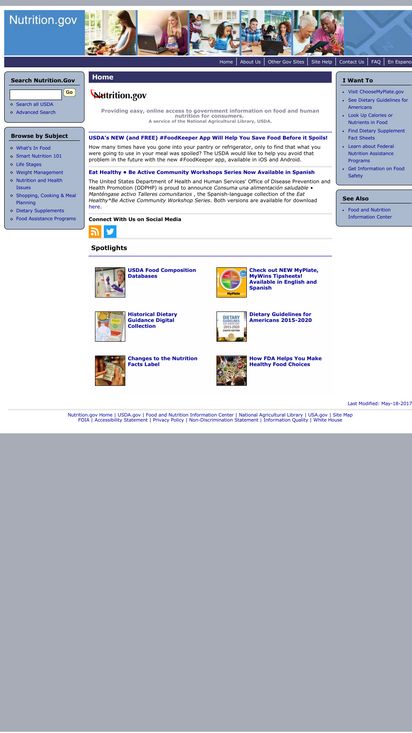 Nutrition.gov
Home | About Us | Other Gov Sites | Site Help | Contact Us | FAQ | En Espano
Search Nutrition.Gov
Go
Search all USDA
Advanced Search
Browse by Subject
What's In Food
Smart Nutrition 101
Life Stages
Weight Management
Nutrition and Health
Issues
Shopping, Cooking & Meal
Planning
Dietary Supplements
Food Assistance Programs
Home
Nutrition.gov
Providing easy, online access to government information on food and human
nutrition for consumers.
A service of the National Agricultural Library, USDA.
USDA's NEW (and FREE) #FoodKeeper App Will Help You Save Food Before it Spoils!
How many times have you gone into your pantry or refrigerator, only to find that what you
were going to use in your meal was spoiled? The USDA would like to help you avoid that
problem in the future with the new #FoodKeeper app, available in iOS and Android.
Eat Healthy • Be Active Community Workshops Series Now Available in Spanish
The United States Department of Health and Human Services' Office of Disease Prevention and
Health Promotion (ODPHP) is proud to announce Consuma una alimentación saludable •
Manténgase activo Talleres comunitarios , the Spanish-language collection of the Eat
Healthy*Be Active Community Workshop Series. Both versions are available for download
here.
Connect With Us on Social Media
Spotlights
USDA Food Composition
Databases
Check out NEW MyPlate,
MyWins Tipsheets!
Available in English and
Spanish
MyPlate
Historical Dietary
Guidance Digital
Collection
Dietary Guidelines for
Americans 2015-2020
DIETARY
GUIDELINES
Changes to the Nutrition
Facts Label
How FDA Helps You Make
Healthy Food Choices
I Want To
Visit ChooseMyPlate.gov
See Dietary Guidelines for
Americans
Look Up Calories or
Nutrients in Food
Find Dietary Supplement
Fact Sheets
Learn about Federal
Nutrition Assistance
Programs
Get Information on Food
Safety
See Also
Food and Nutrition
Information Center
Last Modified: May-18-2017
Nutrition.gov Home | USDA.gov | Food and Nutrition Information Center | National Agricultural Library | USA.gov | Site Map
FOIA | Accessibility Statement | Privacy Policy | Non-Discrimination Statement | Information Quality | White House